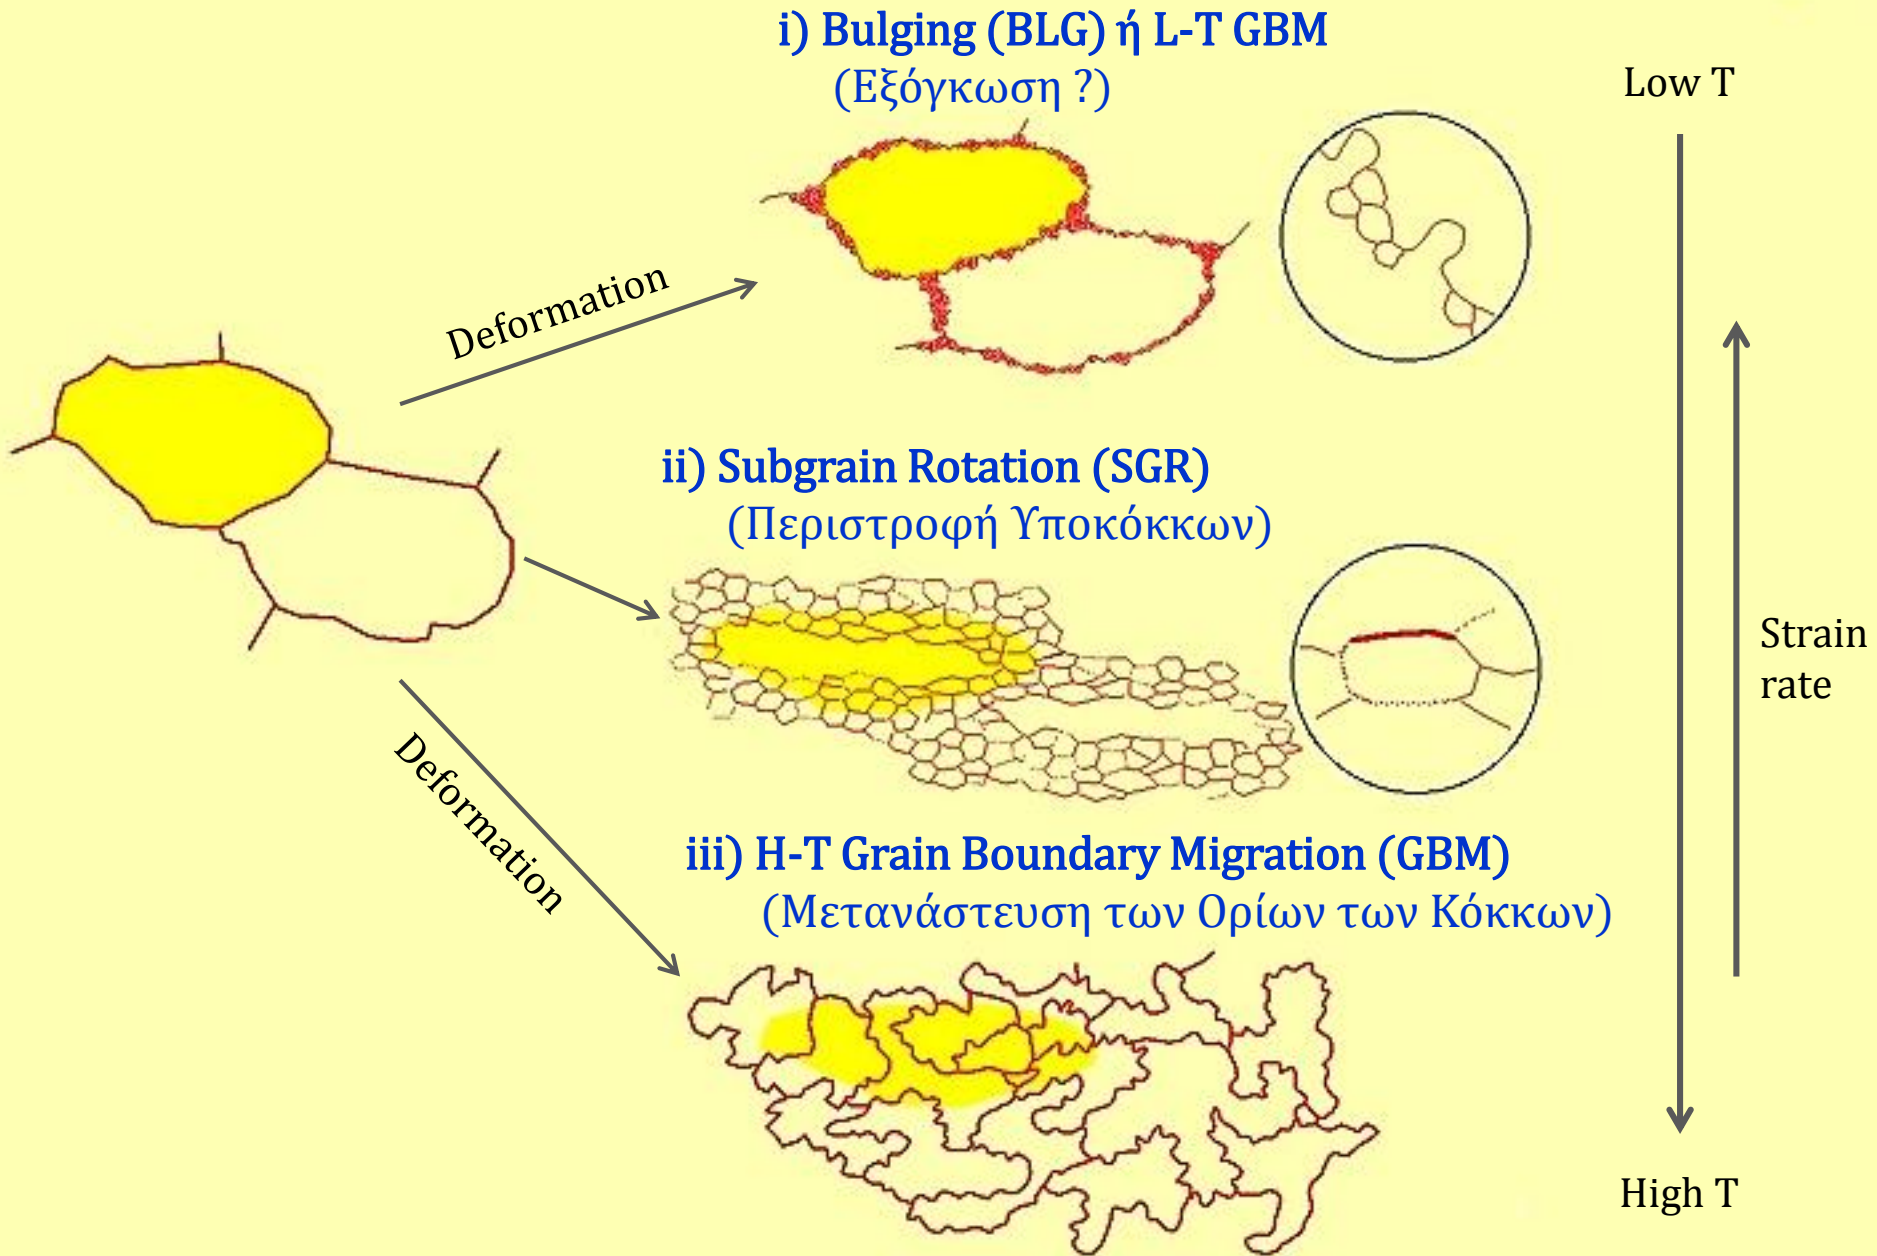 i) Bulging (BLG) ή L-T GBM
(Εξόγκωση ?)
Low T
Deformation
ii) Subgrain Rotation (SGR)
(Περιστροφή Υποκόκκων)
Strain
rate
Deformation
iii) H-T Grain Boundary Migration (GBM)
(Μετανάστευση των Ορίων των Κόκκων)
High T